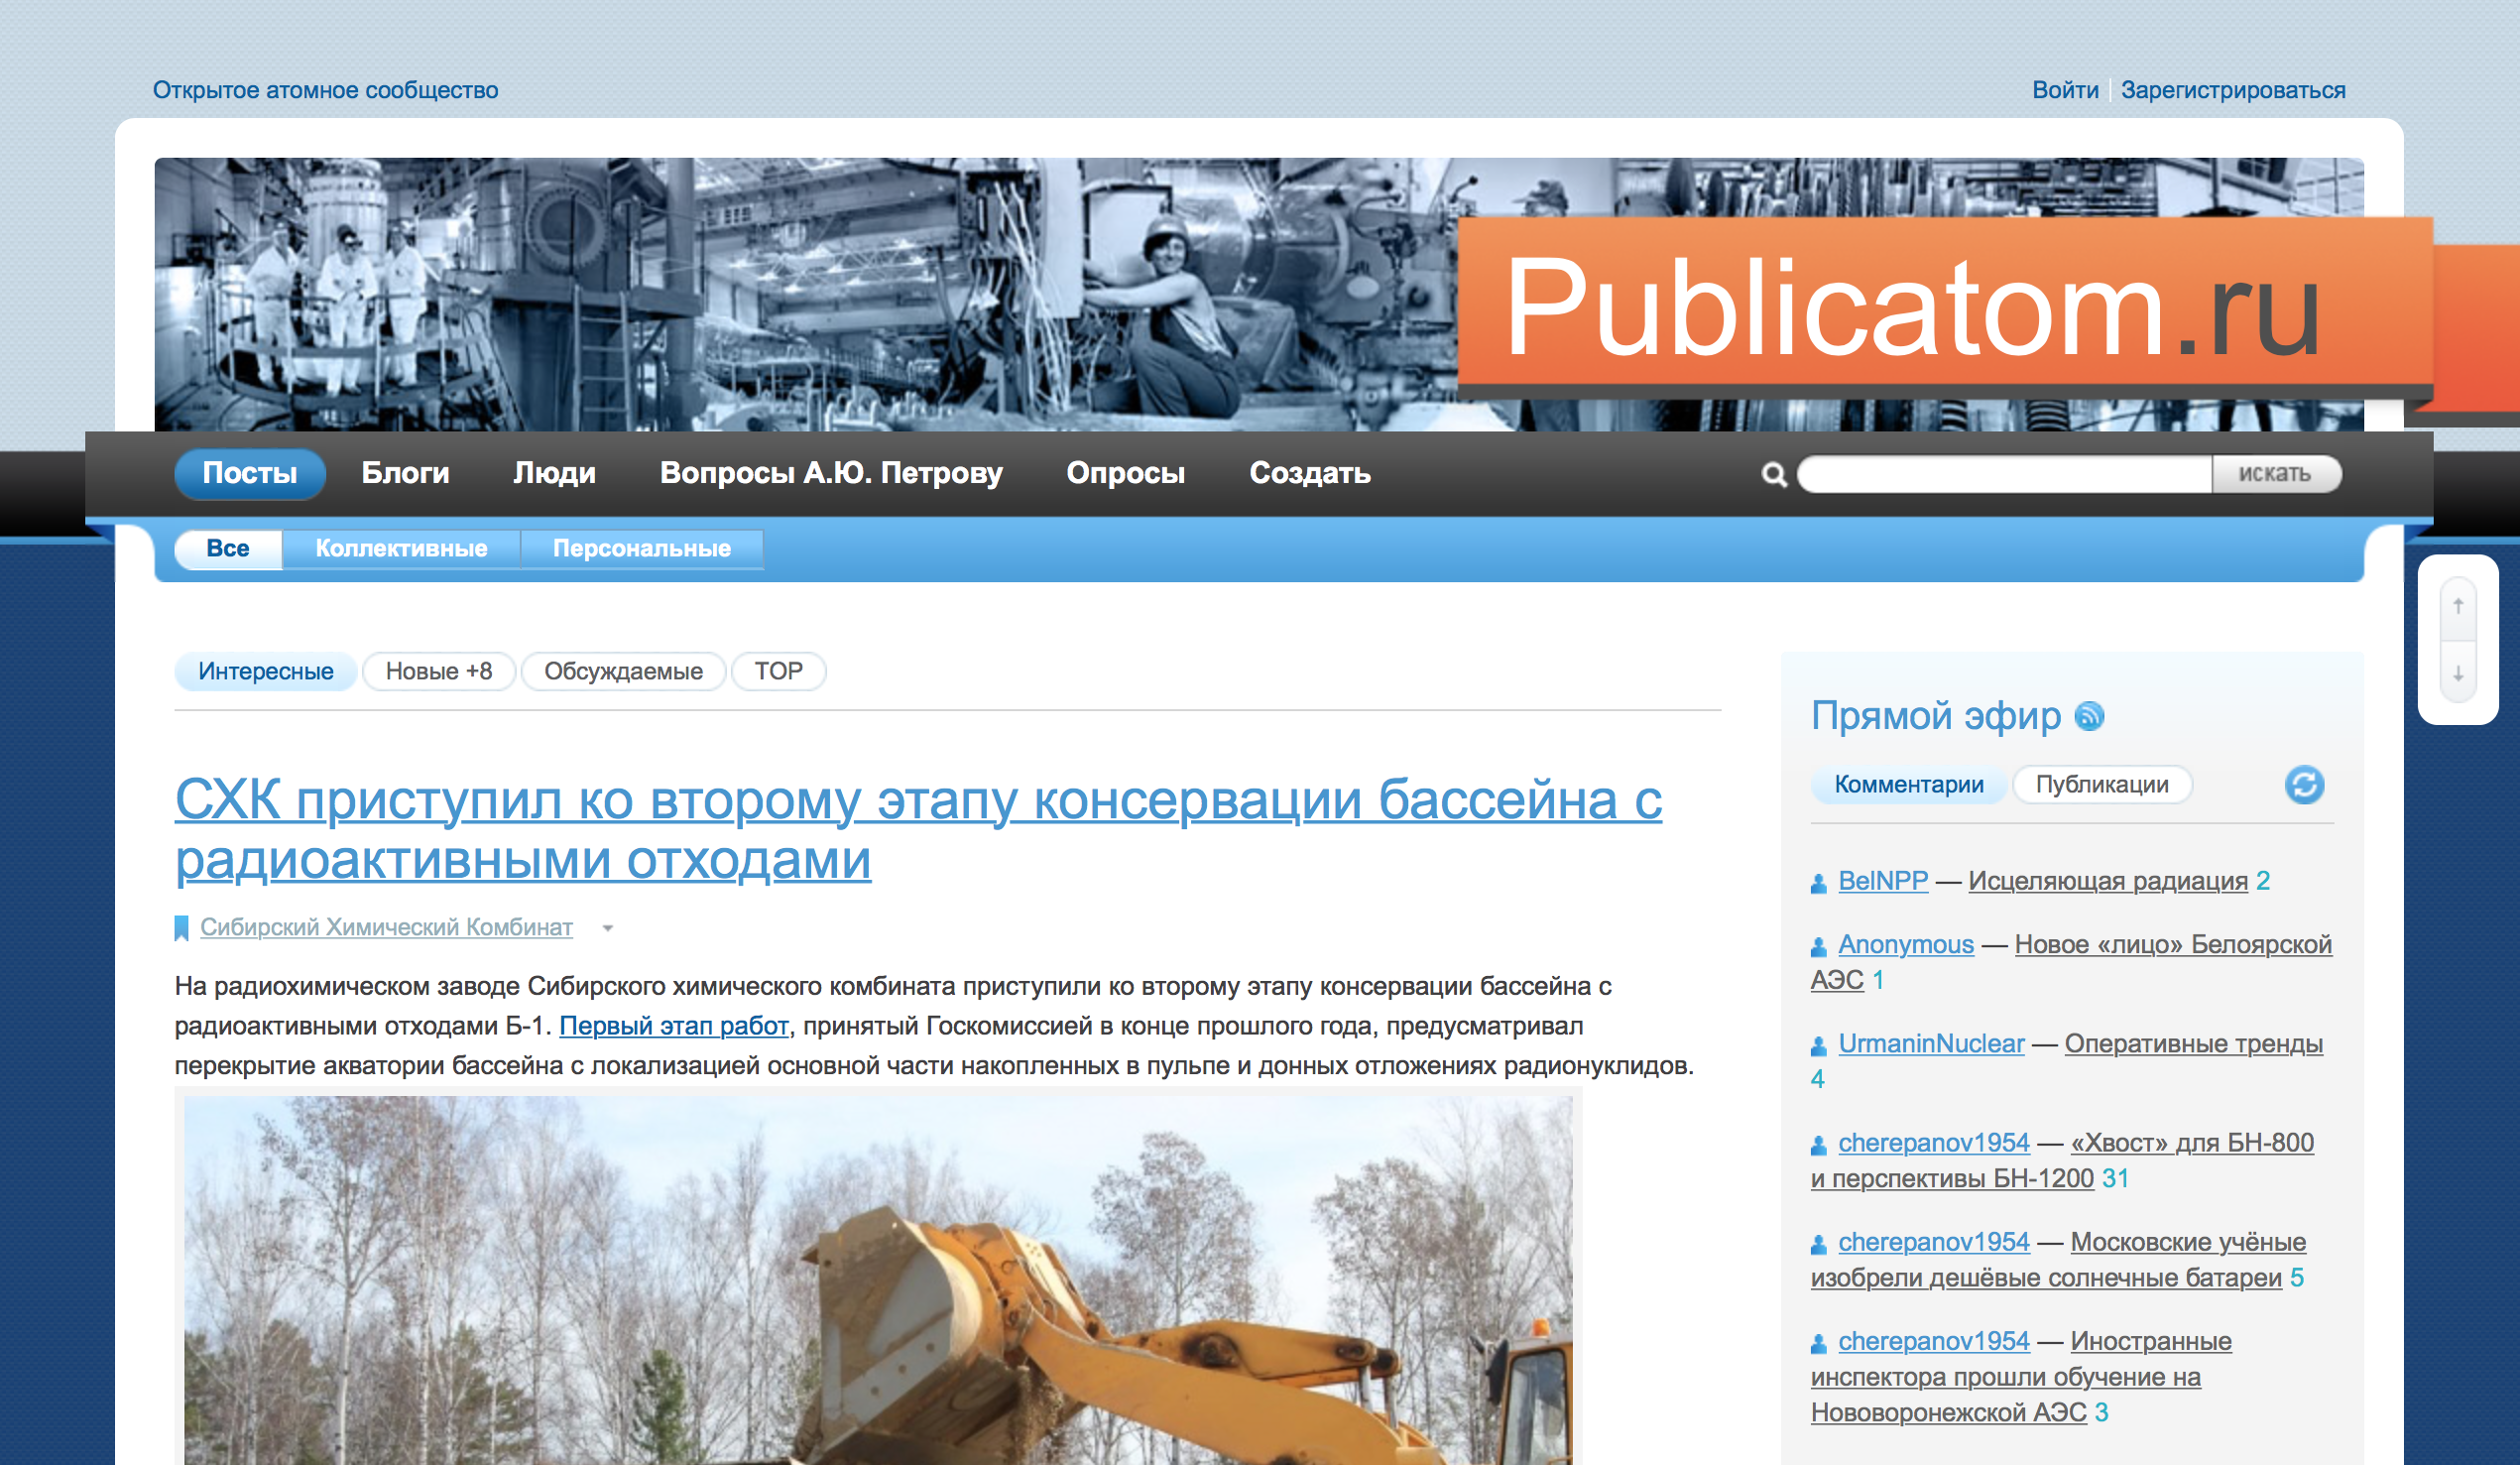 Открытое атомное сообщество
Войти Зарегистрироваться
Publicatom.ru
Посты Блоги Люди Вопросы А.Ю. Петрову Опросы Создать искать
Все Коллективные Персональные
Интересные Новые +8 Обсуждаемые TOP
СХК приступил ко второму этапу консервации бассейна с
радиоактивными отходами
Сибирский Химический Комбинат
На радиохимическом заводе Сибирского химического комбината приступили ко второму этапу консервации бассейна с
радиоактивными отходами Б-1. Первый этап работ, принятый Госкомиссией в конце прошлого года, предусматривал
перекрытие акватории бассейна с локализацией основной части накопленных в пульпе и донных отложениях радионуклидов.
Прямой эфир
Комментарии Публикации
BelNPP — Исцеляющая радиация 2
Anonymous — Новое «лицо» Белоярской
АЭС 1
UrmaninNuclear — Оперативные тренды
4
cherepanov1954 — «Хвост» для БН-800
и перспективы БН-1200 31
cherepanov1954 — Московские учёные
изобрели дешёвые солнечные батареи 5
cherepanov1954 — Иностранные
инспектора прошли обучение на
Нововоронежской АЭС 3